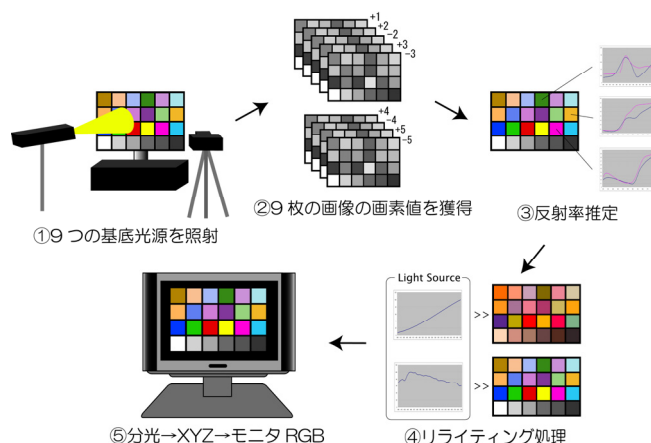 ①9 つの基底光源を照射
+1
+2
-2
+3
-3
+4
-4
+5
-5
②9 枚の画像の画素値を獲得
③反射率推定
Light Source
>>
>>
④リライティング処理
⑤分光→XYZ→モニタ RGB